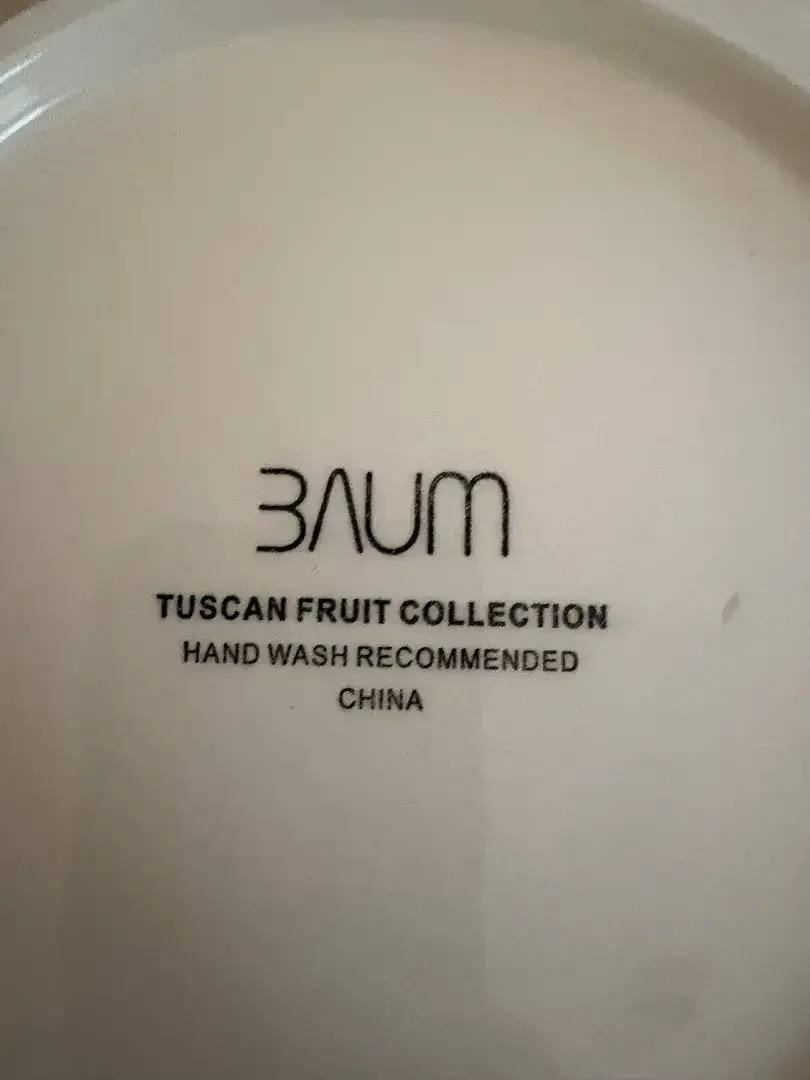 BAUM
TUSCAN FRUIT COLLECTION
HAND WASH RECOMMENDED
CHINA